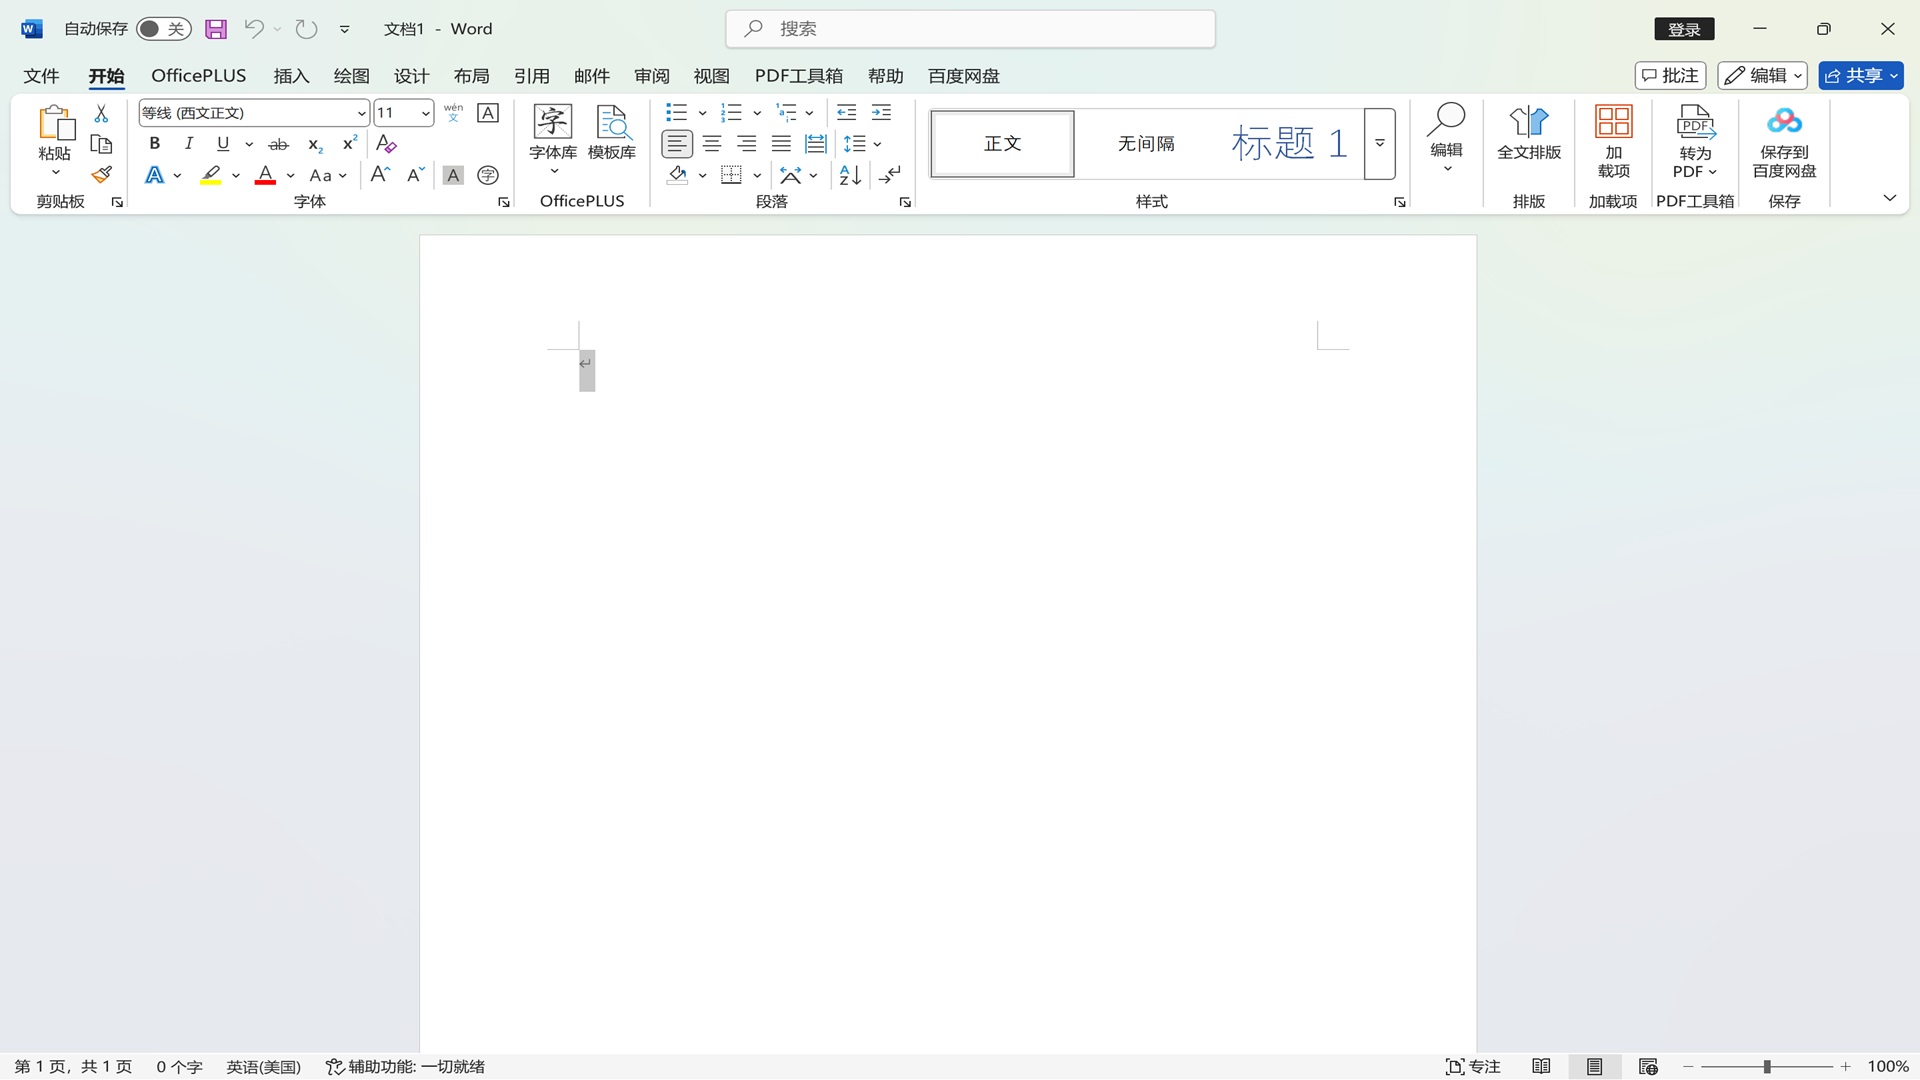 自动保存 关 文档1 - Word 搜索 登录
文件 开始 OfficePLUS 插入 绘图 设计 布局 引用 邮件 审阅 视图 PDF工具箱 帮助 百度网盘 批注 编辑 共享
粘贴
剪贴板
等线 (西文正文) 11 wén 文 A
B I U ab x₂ x² A
A A Aa A A A 字
字体
字 字体库 模板库
OfficePLUS
段落
正文 无间隔 标题 1
样式
编辑
全文排版
排版
加
载项
加载项
PDF
转为
PDF
PDF工具箱
保存到
百度网盘
保存
第 1 页，共 1 页 0 个字 英语(美国) 辅助功能: 一切就绪 专注 100%